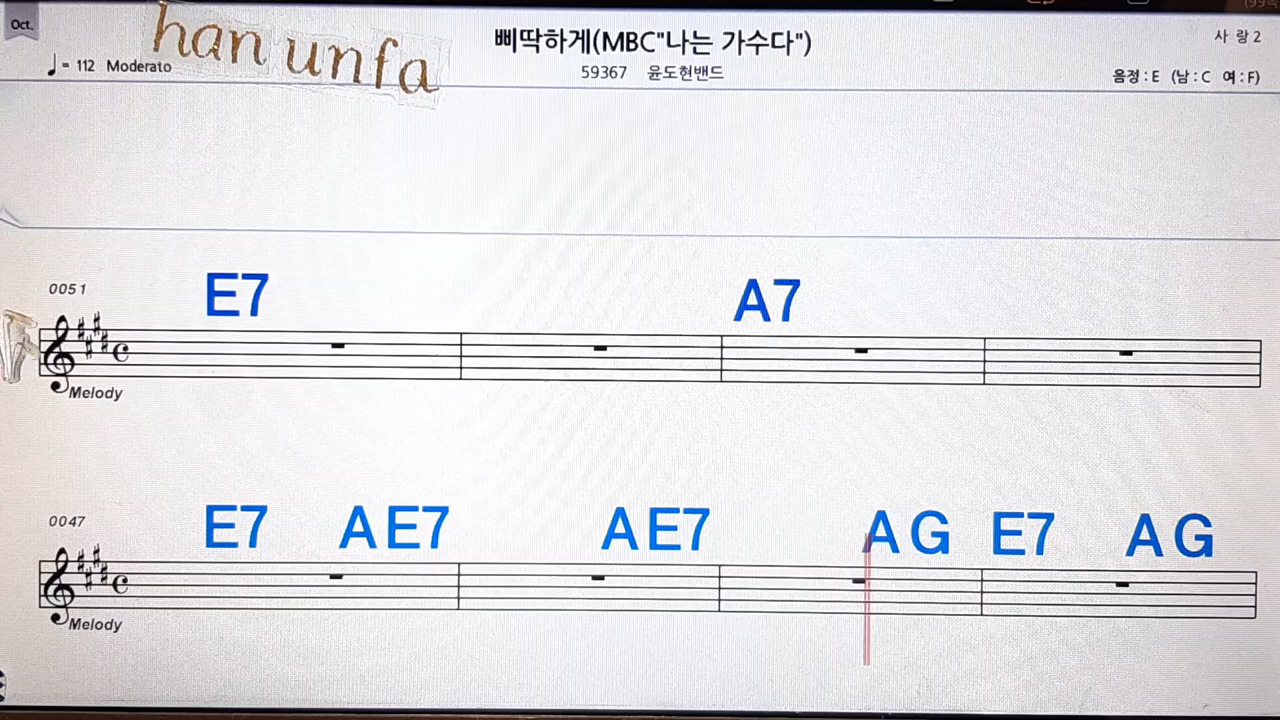 Oct.
han unfa
♩ = 112 Moderato
삐딱하게(MBC"나는 가수다")
59367 윤도현밴드
사 랑 2
음정 : E (남 : C 여 : F)
0051
E7 A7
Melody
0047
E7 A E7 A E7 A G E7 A G
Melody